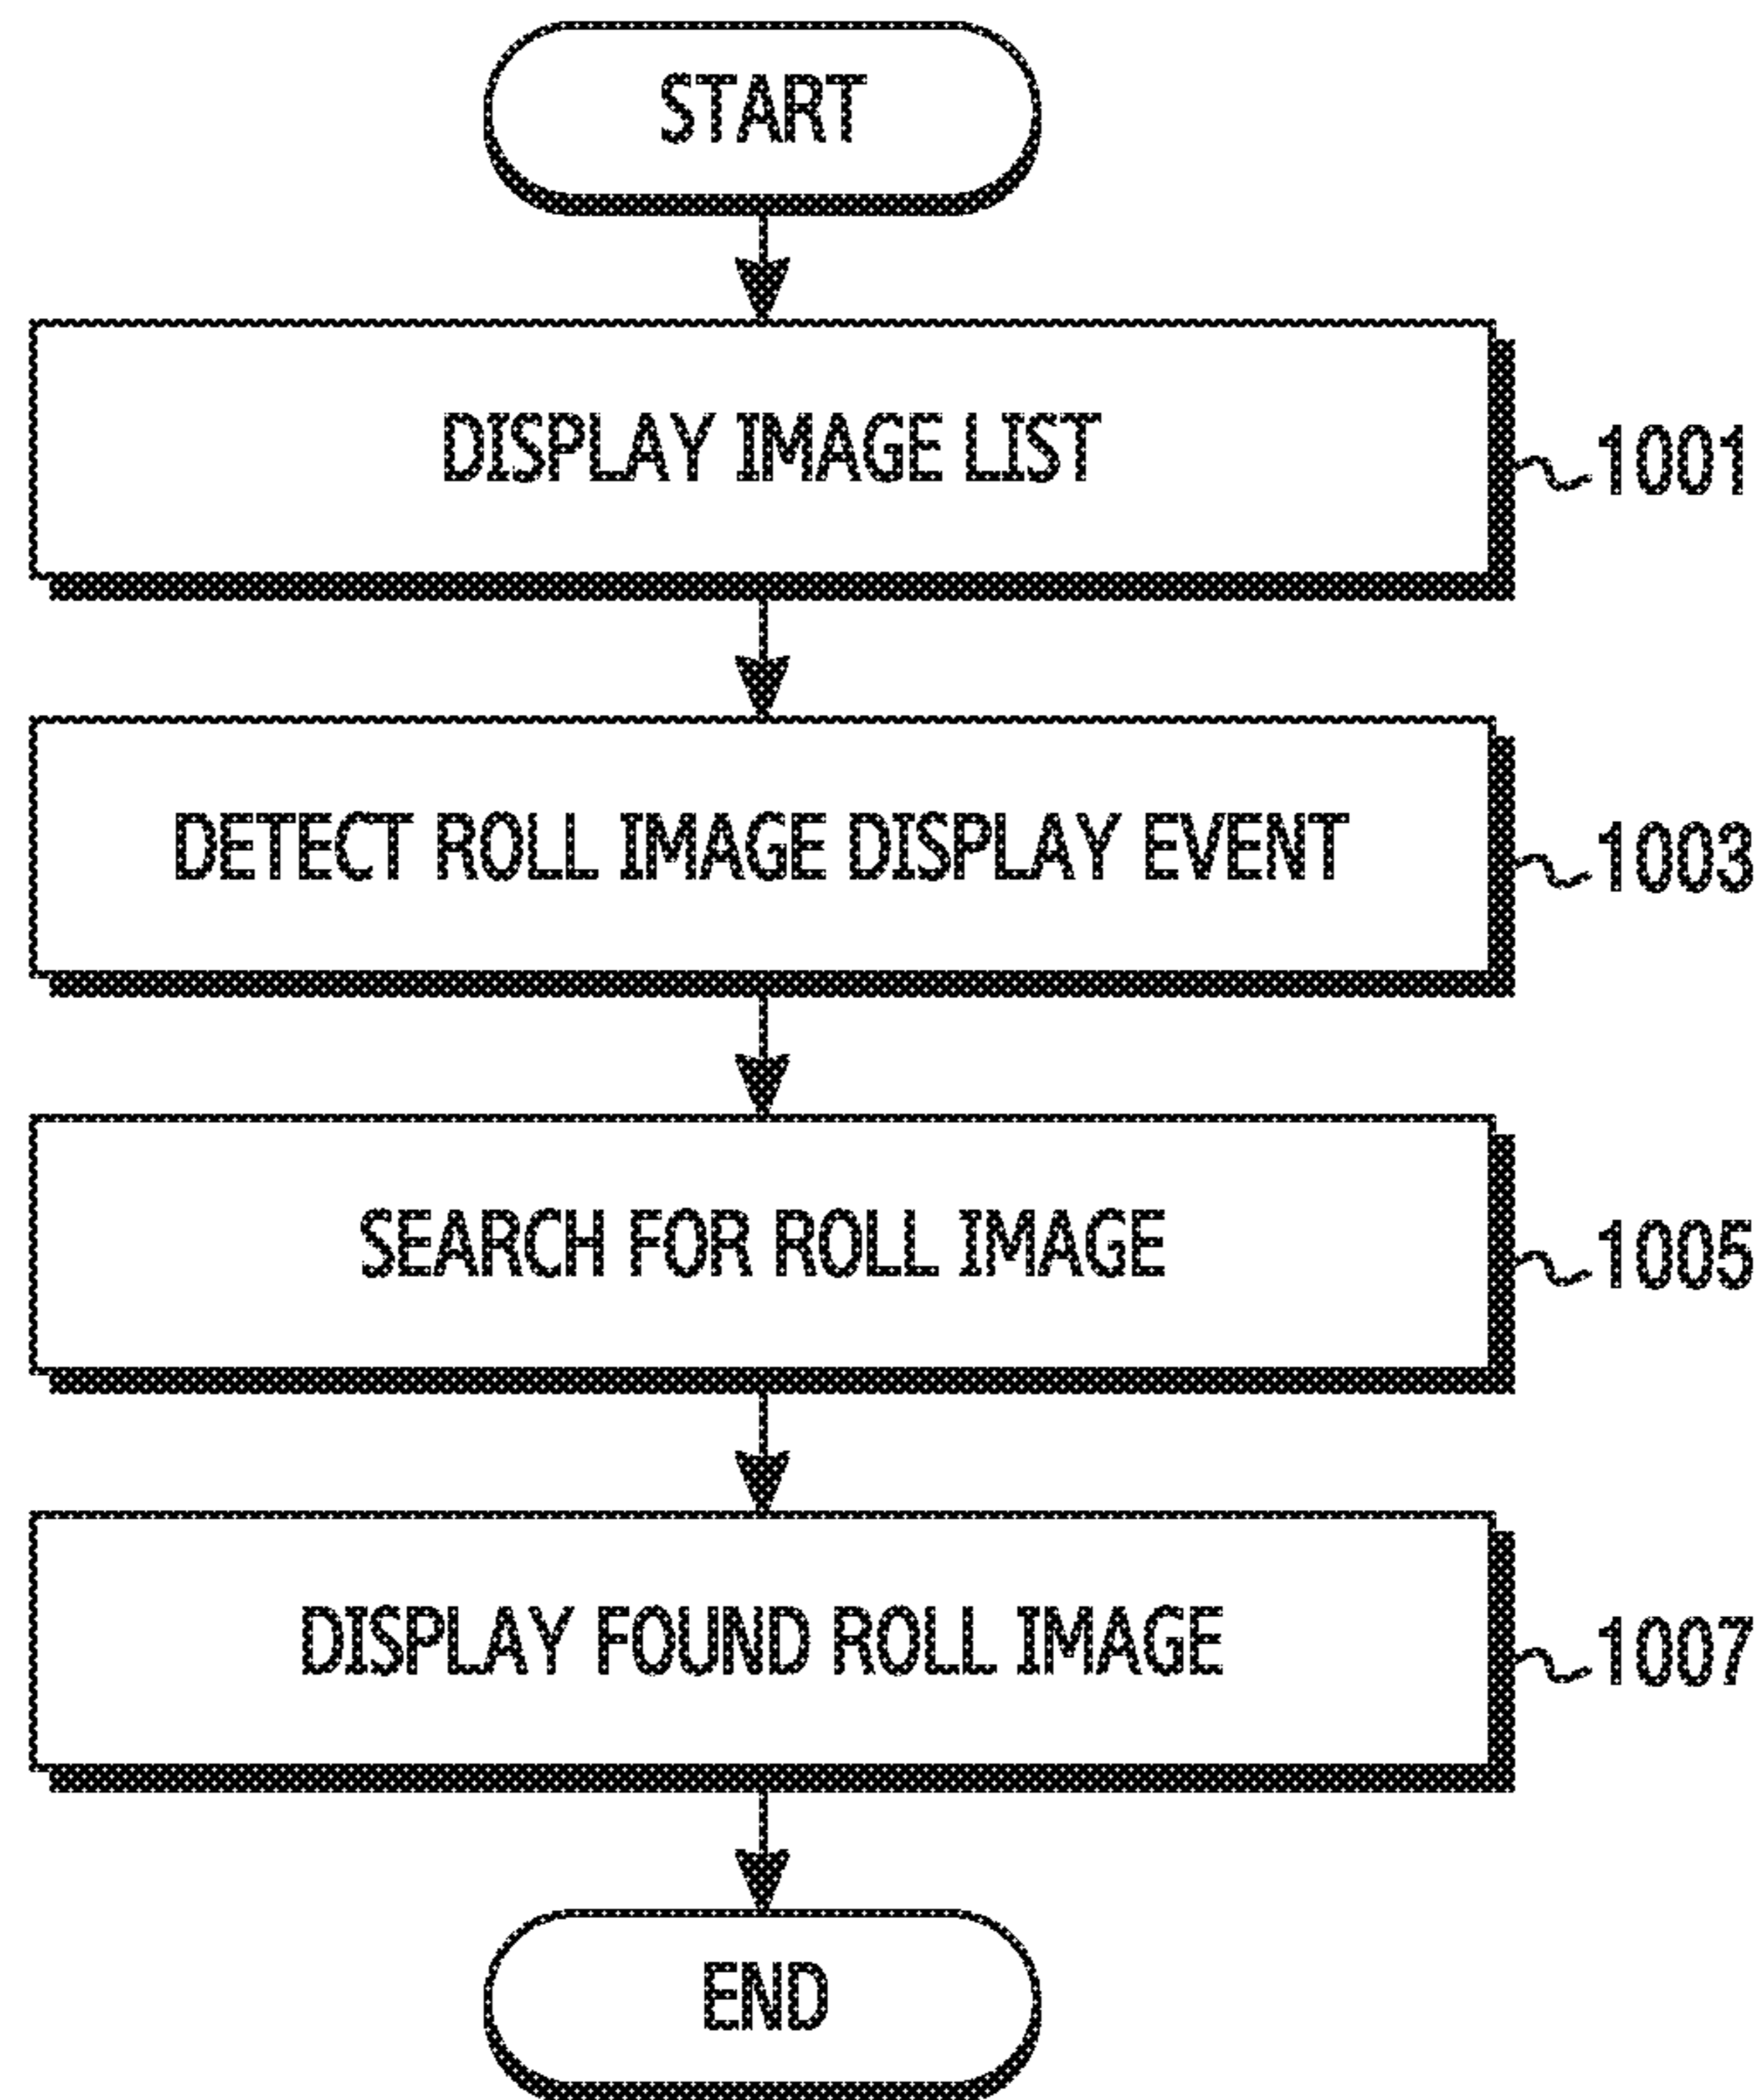 START
DISPLAY IMAGE LIST
1001
DETECT ROLL IMAGE DISPLAY EVENT
1003
SEARCH FOR ROLL IMAGE
1005
DISPLAY FOUND ROLL IMAGE
1007
END